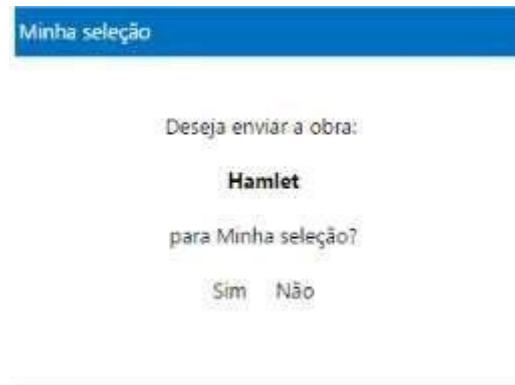 Minha seleção
Deseja enviar a obra:
Hamlet
para Minha seleção?
Sim Não